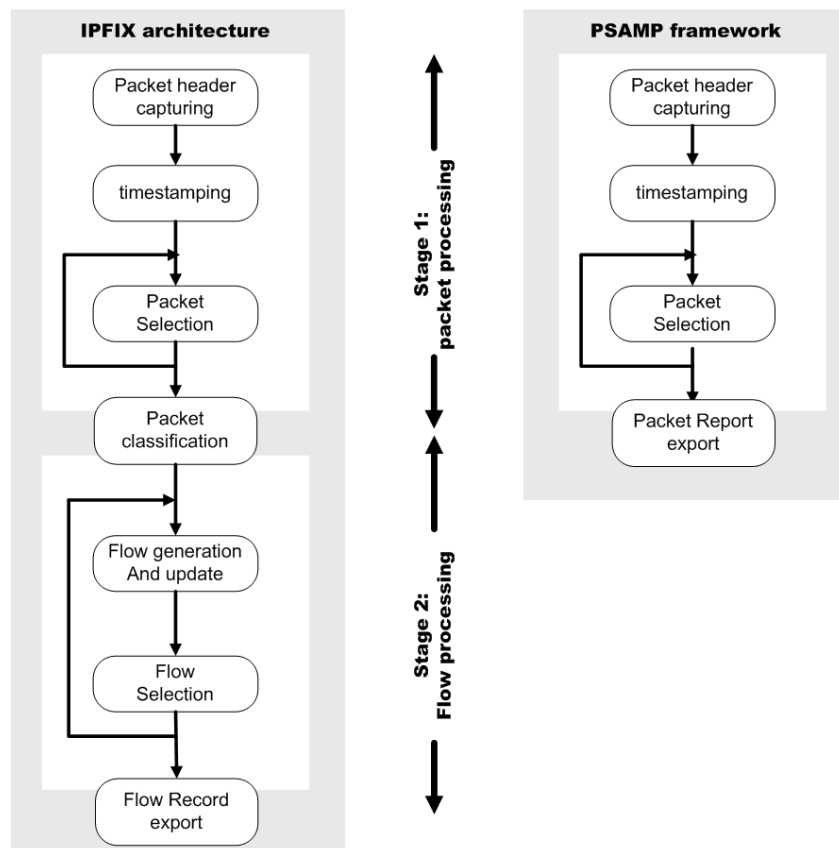 IPFIX architecture
Packet header
capturing
timestamping
Packet
Selection
Packet
classification
Flow generation
And update
Flow
Selection
Flow Record
export
Stage 1:
packet processing
Stage 2:
Flow processing
PSAMP framework
Packet header
capturing
timestamping
Packet
Selection
Packet Report
export